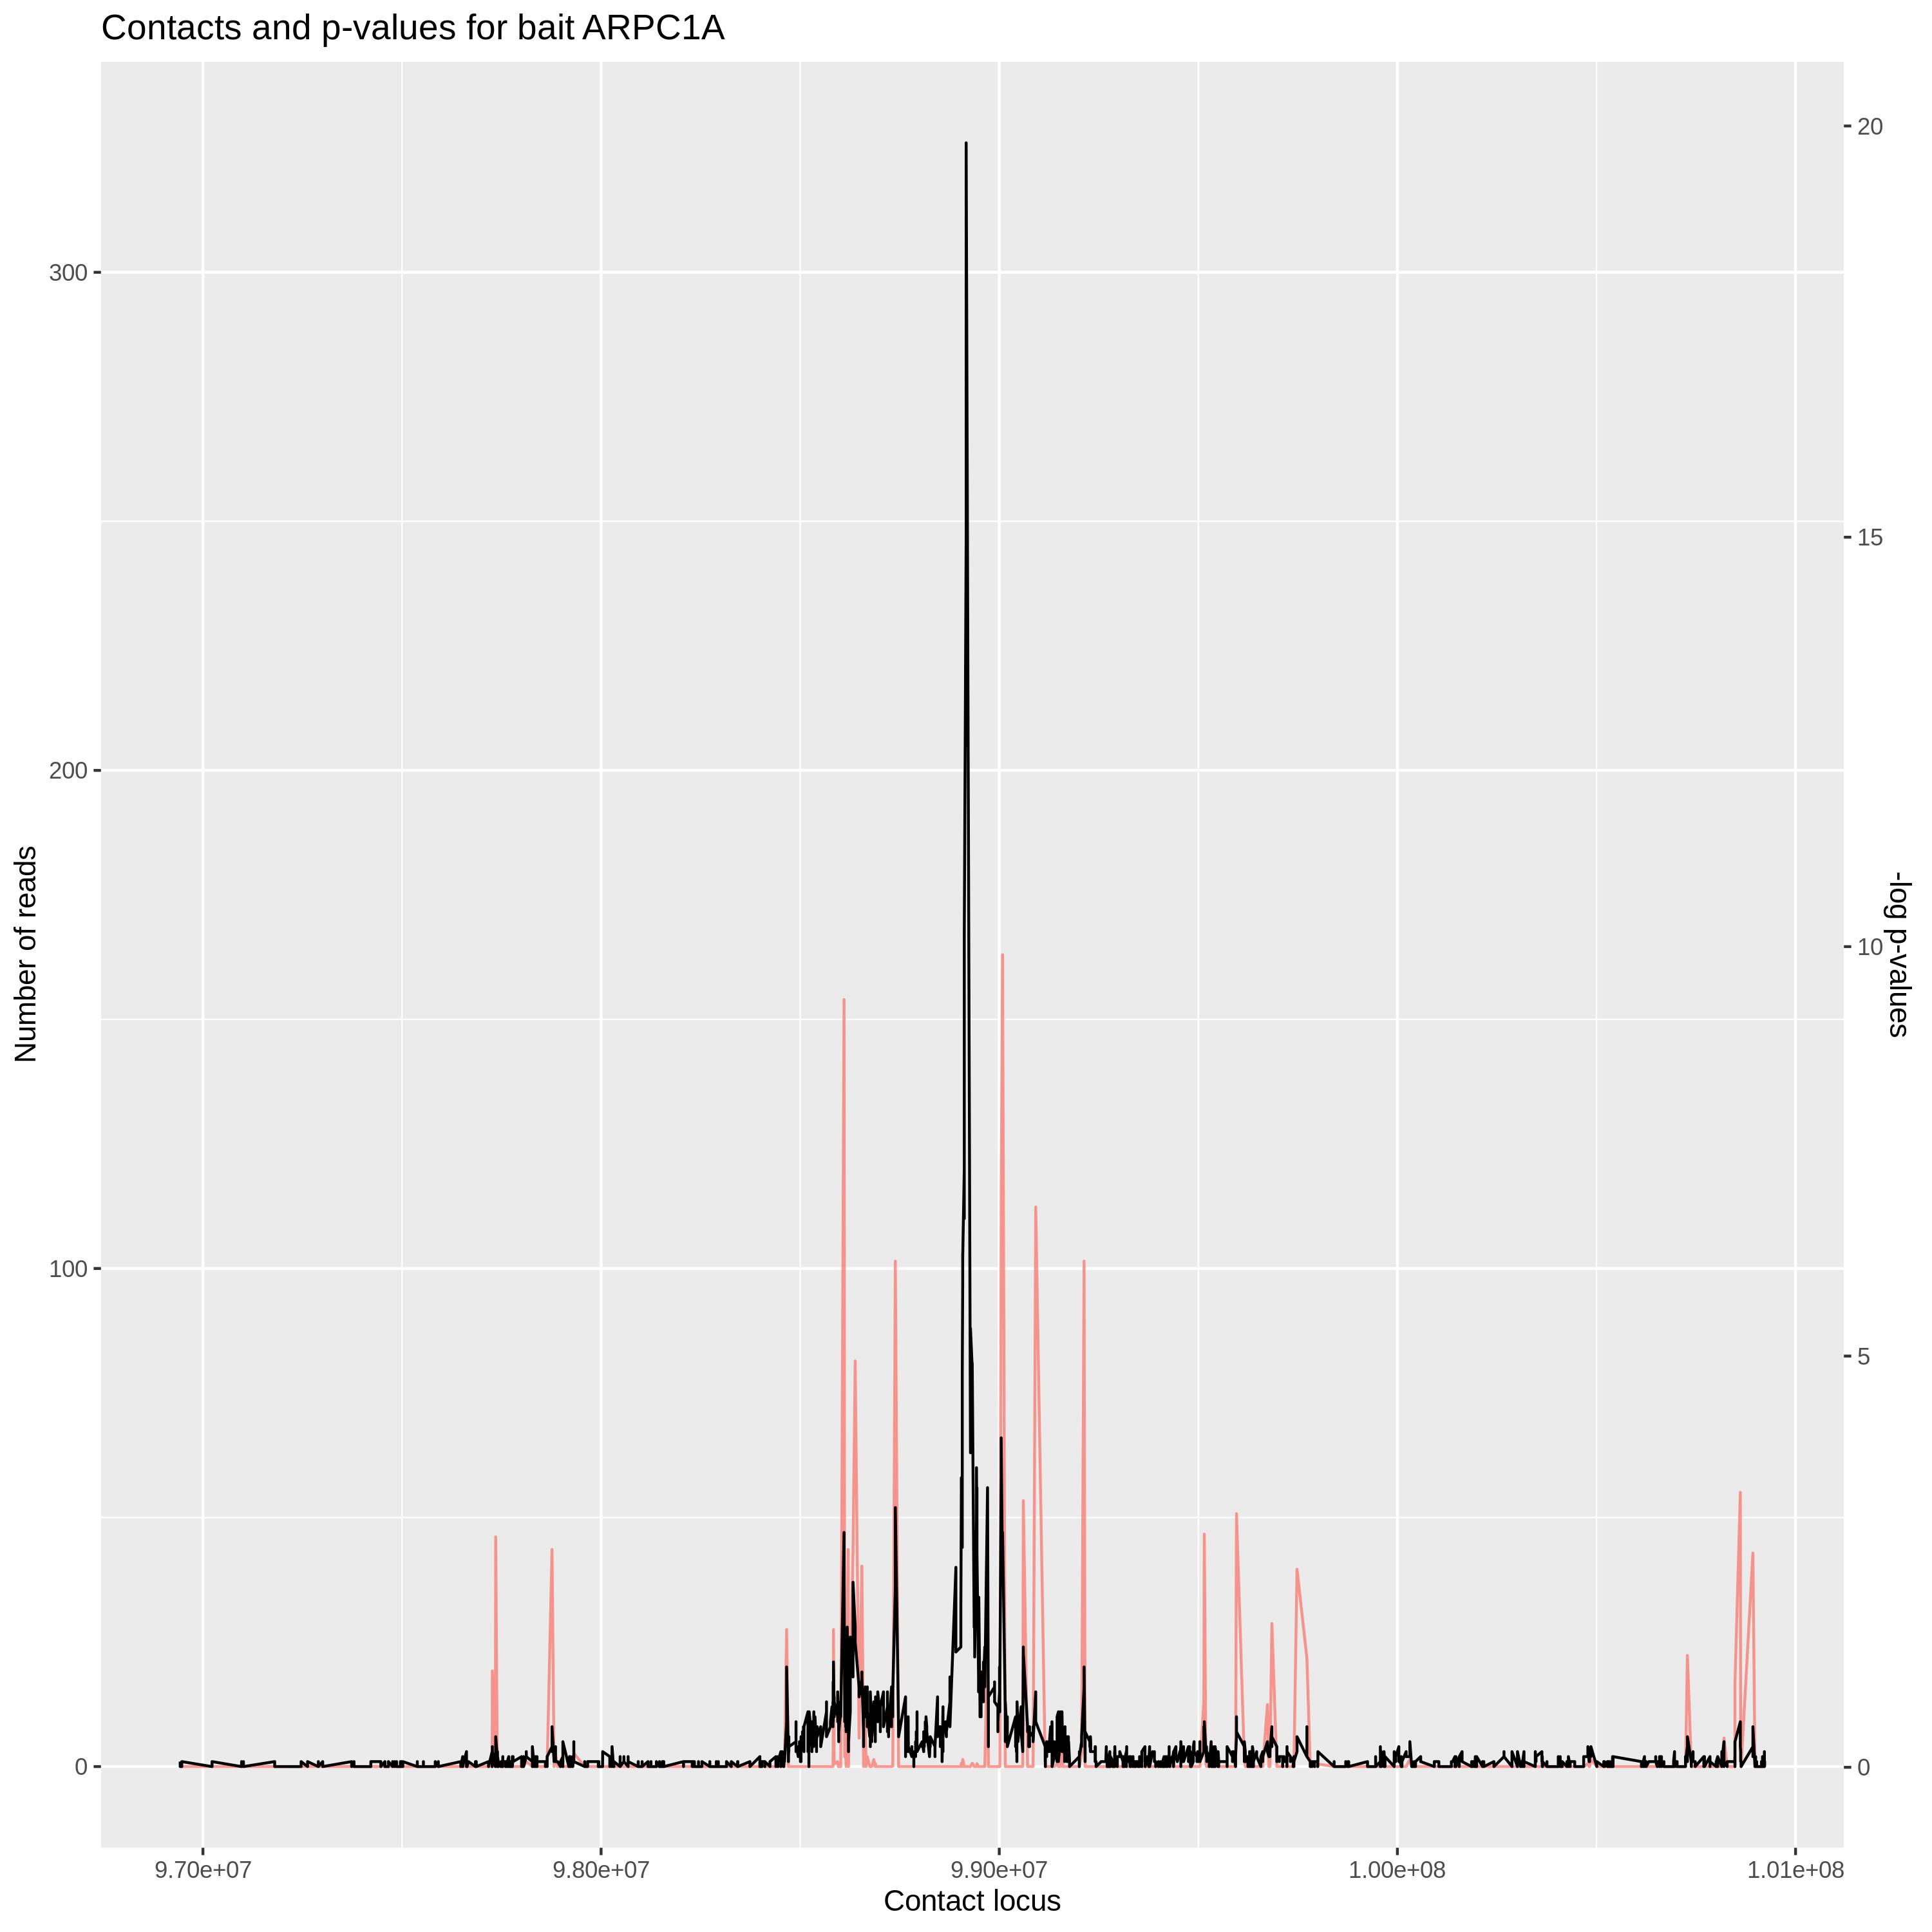 Contacts and p-values for bait ARPC1A
Number of reads
300
200
100
0
20
15
10
5
0
-log p-values
9.70e+07
9.80e+07
9.90e+07
1.00e+08
1.01e+08
Contact locus